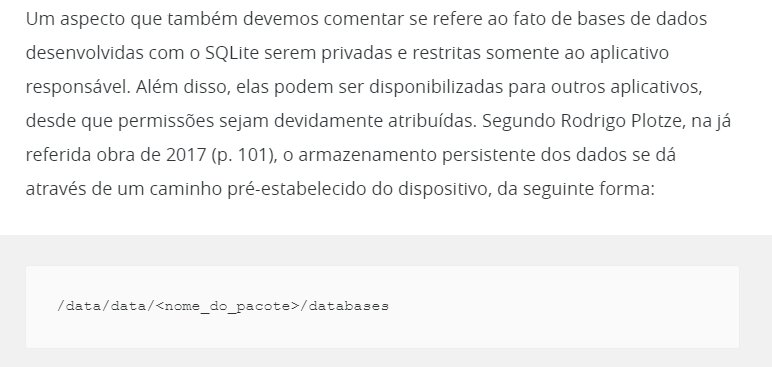 Um aspecto que também devemos comentar se refere ao fato de bases de dados
desenvolvidas com o SQLite serem privadas e restritas somente ao aplicativo
responsável. Além disso, elas podem ser disponibilizadas para outros aplicativos,
desde que permissões sejam devidamente atribuídas. Segundo Rodrigo Plotze, na já
referida obra de 2017 (p. 101), o armazenamento persistente dos dados se dá
através de um caminho pré-estabelecido do dispositivo, da seguinte forma:
/data/data/<nome_do_pacote>/databases